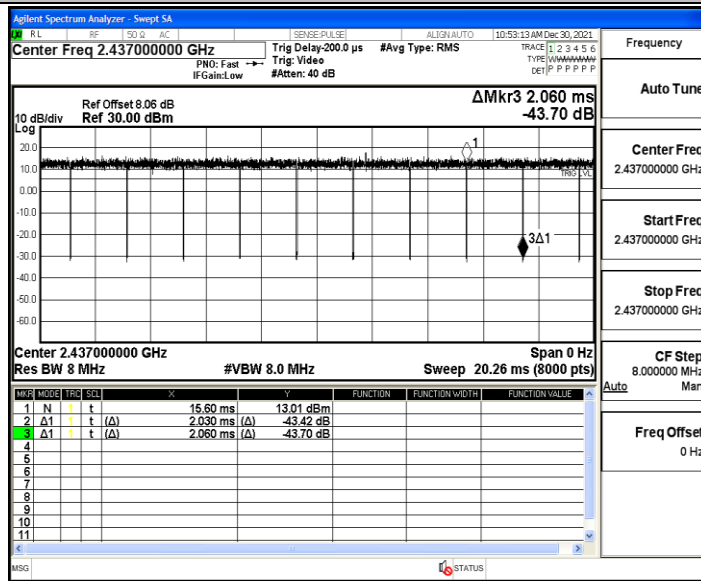 Agilent Spectrum Analyzer - Swept SA
RL RF 50 Ω AC SENSE:PULSE ALIGN AUTO 10:53:13 AM Dec 30, 2021
Center Freq 2.437000000 GHz
PNO: Fast
IFGain:Low
Trig Delay-200.0 µs
Trig: Video
#Atten: 40 dB
#Avg Type: RMS
TRACE 1 2 3 4 5 6
TYPE WWWWWW
DET P P P P P P
Frequency
Auto Tune
Center Freq
2.437000000 GHz
Start Freq
2.437000000 GHz
Stop Freq
2.437000000 GHz
CF Step
8.000000 MHz
Auto Man
Freq Offset
0 Hz
ΔMkr3 2.060 ms
-43.70 dB
Ref Offset 8.06 dB
10 dB/div Ref 30.00 dBm
Log
20.0
10.0
0.00
-10.0
-20.0
-30.0
-40.0
-50.0
-60.0
1
TRIG LVL
3Δ1
Center 2.437000000 GHz Span 0 Hz
Res BW 8 MHz #VBW 8.0 MHz Sweep 20.26 ms (8000 pts)
MKR MODE TRC SCL X Y FUNCTION FUNCTION WIDTH FUNCTION VALUE
1 N 1 t 15.60 ms 13.01 dBm
2 Δ1 1 t (Δ) 2.030 ms (Δ) -43.42 dB
3 Δ1 1 t (Δ) 2.060 ms (Δ) -43.70 dB
4
5
6
7
8
9
10
11
MSG STATUS